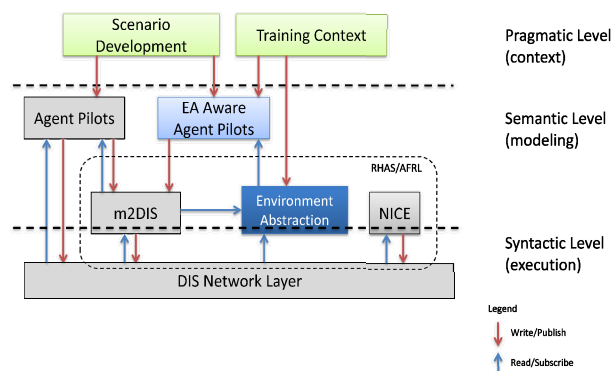 Scenario
Development
Training Context
Pragmatic Level
(context)
Agent Pilots
EA Aware
Agent Pilots
Semantic Level
(modeling)
RHAS/AFRL
m2DIS
Environment
Abstraction
NICE
Syntactic Level
(execution)
DIS Network Layer
Legend
Write/Publish
Read/Subscribe